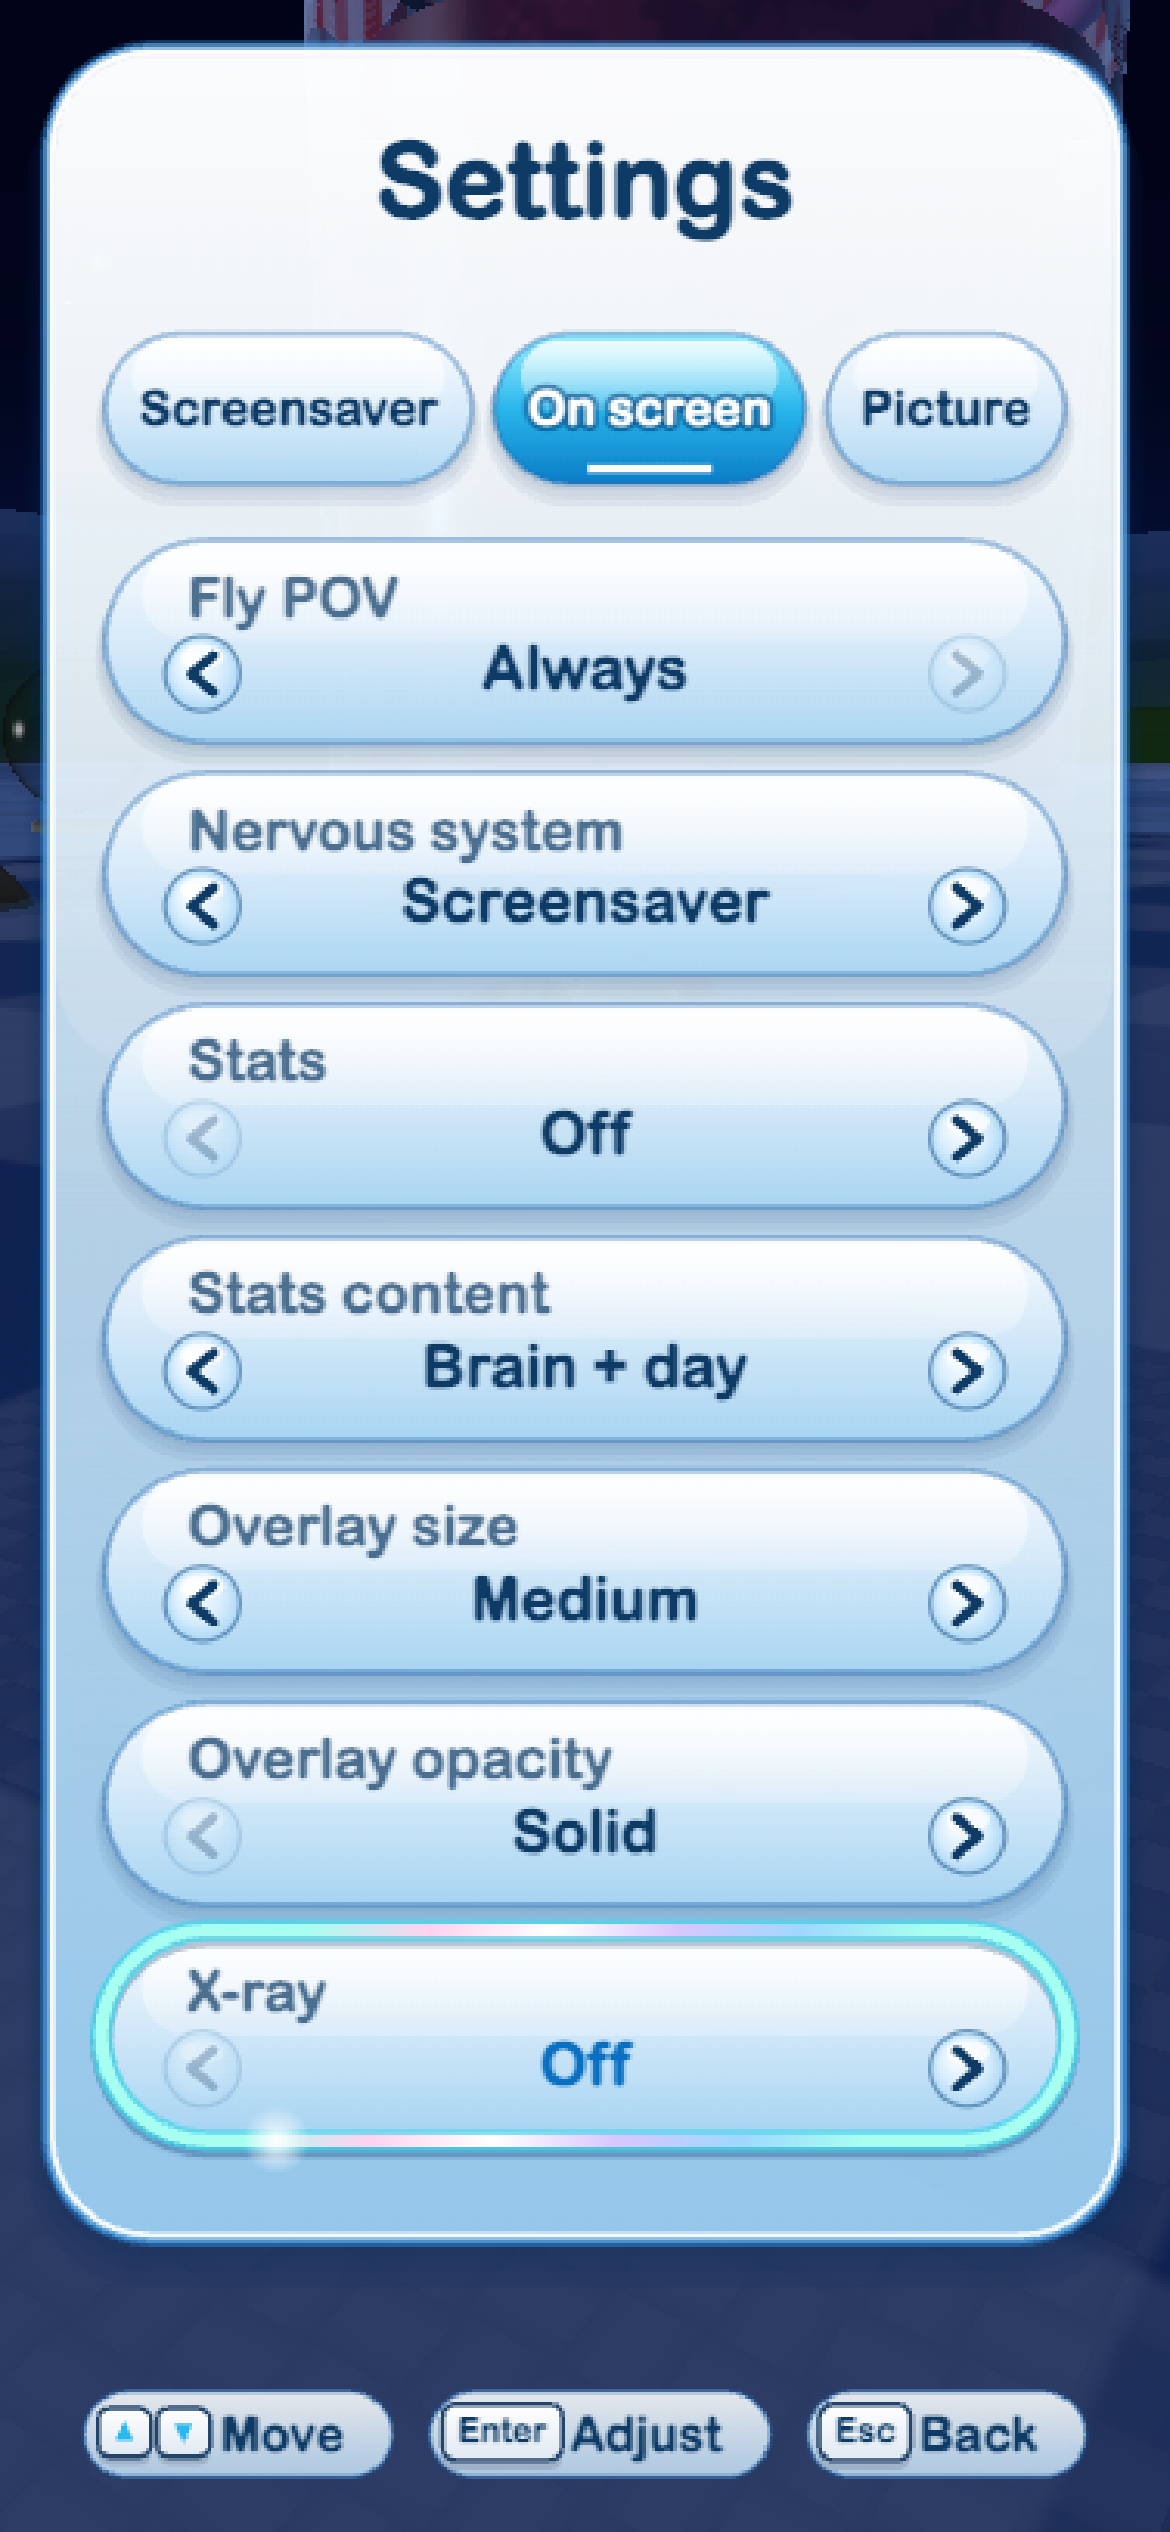 Settings
Screensaver On screen Picture
Fly POV
< Always >
Nervous system
< Screensaver >
Stats
< Off >
Stats content
< Brain + day >
Overlay size
< Medium >
Overlay opacity
< Solid >
X-ray
< Off >
▲ ▼ Move Enter Adjust Esc Back